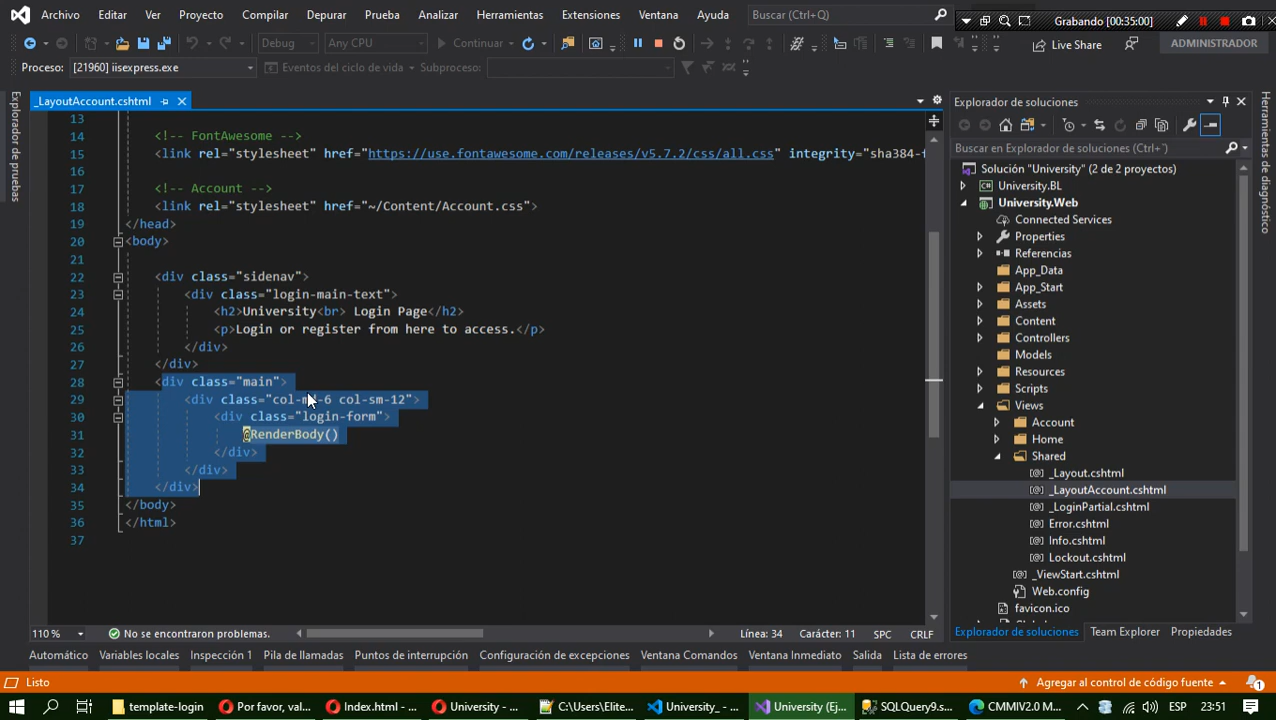 Archivo Editar Ver Proyecto Compilar Depurar Prueba Analizar Herramientas Extensiones Ventana Ayuda Buscar (Ctrl+Q)
Grabando 00:35:00
Debug Any CPU Continuar Live Share ADMINISTRADOR
Proceso: [21960] iisexpress.exe Eventos del ciclo de vida Subproceso:
Explorador de pruebas
_LayoutAccount.cshtml
13
14 <!-- FontAwesome -->
15 <link rel="stylesheet" href="https://use.fontawesome.com/releases/v5.7.2/css/all.css" integrity="sha384-
16
17 <!-- Account -->
18 <link rel="stylesheet" href="~/Content/Account.css">
19 </head>
20 <body>
21
22 <div class="sidenav">
23 <div class="login-main-text">
24 <h2>University<br> Login Page</h2>
25 <p>Login or register from here to access.</p>
26 </div>
27 </div>
28 <div class="main">
29 <div class="col-md-6 col-sm-12">
30 <div class="login-form">
31 @RenderBody()
32 </div>
33 </div>
34 </div>
35 </body>
36 </html>
37
110 % No se encontraron problemas. Línea: 34 Carácter: 11 SPC CRLF
Explorador de soluciones
Buscar en Explorador de soluciones (Ctrl+´)
Solución "University" (2 de 2 proyectos)
University.BL
University.Web
Connected Services
Properties
Referencias
App_Data
App_Start
Assets
Content
Controllers
Models
Resources
Scripts
Views
Account
Home
Shared
_Layout.cshtml
_LayoutAccount.cshtml
_LoginPartial.cshtml
Error.cshtml
Info.cshtml
Lockout.cshtml
_ViewStart.cshtml
Web.config
favicon.ico
Explorador de soluciones Team Explorer Propiedades
Herramientas de diagnóstico
Automático Variables locales Inspección 1 Pila de llamadas Puntos de interrupción Configuración de excepciones Ventana Comandos Ventana Inmediato Salida Lista de errores
Listo Agregar al control de código fuente 1
template-login Por favor, val... Index.html - ... University - ... C:\Users\Elite... University_ - ... University (Ej... SQLQuery9.s... CMMIV2.0 M... ESP 23:51